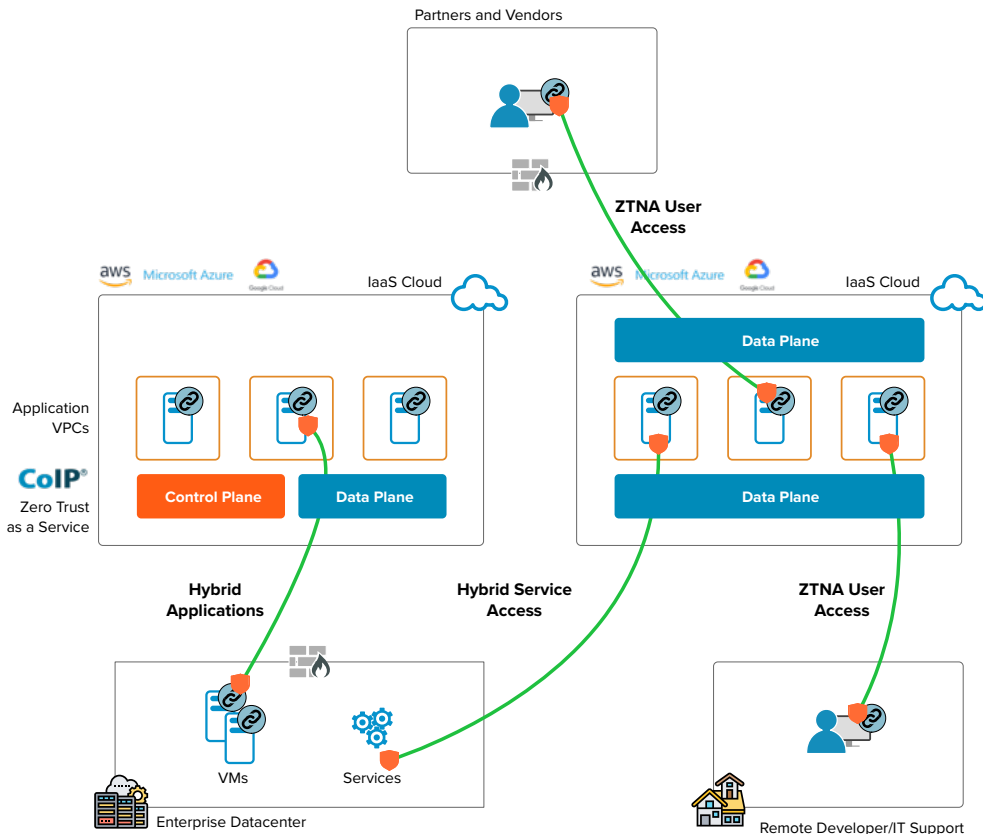 Partners and Vendors
ZTNA User
Access
aws Microsoft Azure Google Cloud
IaaS Cloud
aws Microsoft Azure Google Cloud
IaaS Cloud
Data Plane
Application
VPCs
CoIP®
Zero Trust
as a Service
Control Plane
Data Plane
Data Plane
Hybrid
Applications
Hybrid Service
Access
ZTNA User
Access
VMs
Services
Enterprise Datacenter
Remote Developer/IT Support